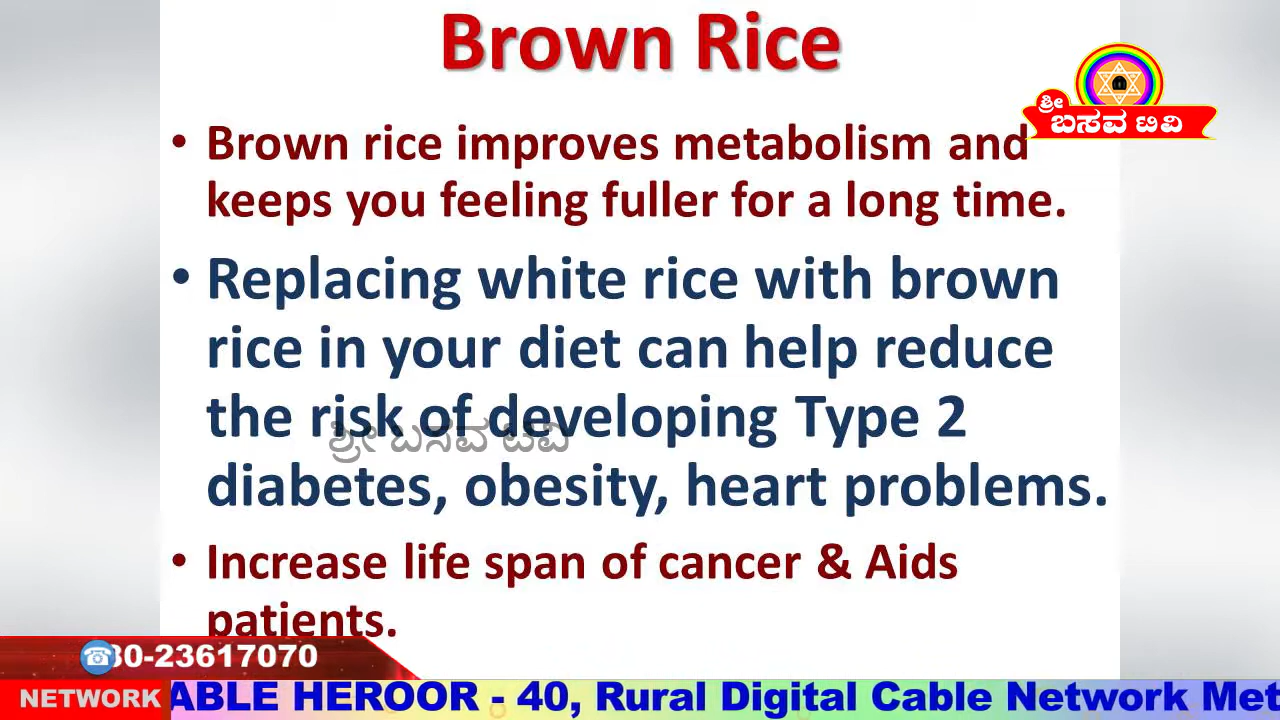 Brown Rice
ಶ್ರೀ
ಬಸವ ಟಿವಿ
• Brown rice improves metabolism and
keeps you feeling fuller for a long time.
• Replacing white rice with brown
rice in your diet can help reduce
the risk of developing Type 2
ಶ್ರೀ ಬಸವ ಟಿವಿ
diabetes, obesity, heart problems.
• Increase life span of cancer & Aids
patients.
80-23617070
NETWORK ABLE HEROOR - 40, Rural Digital Cable Network Met